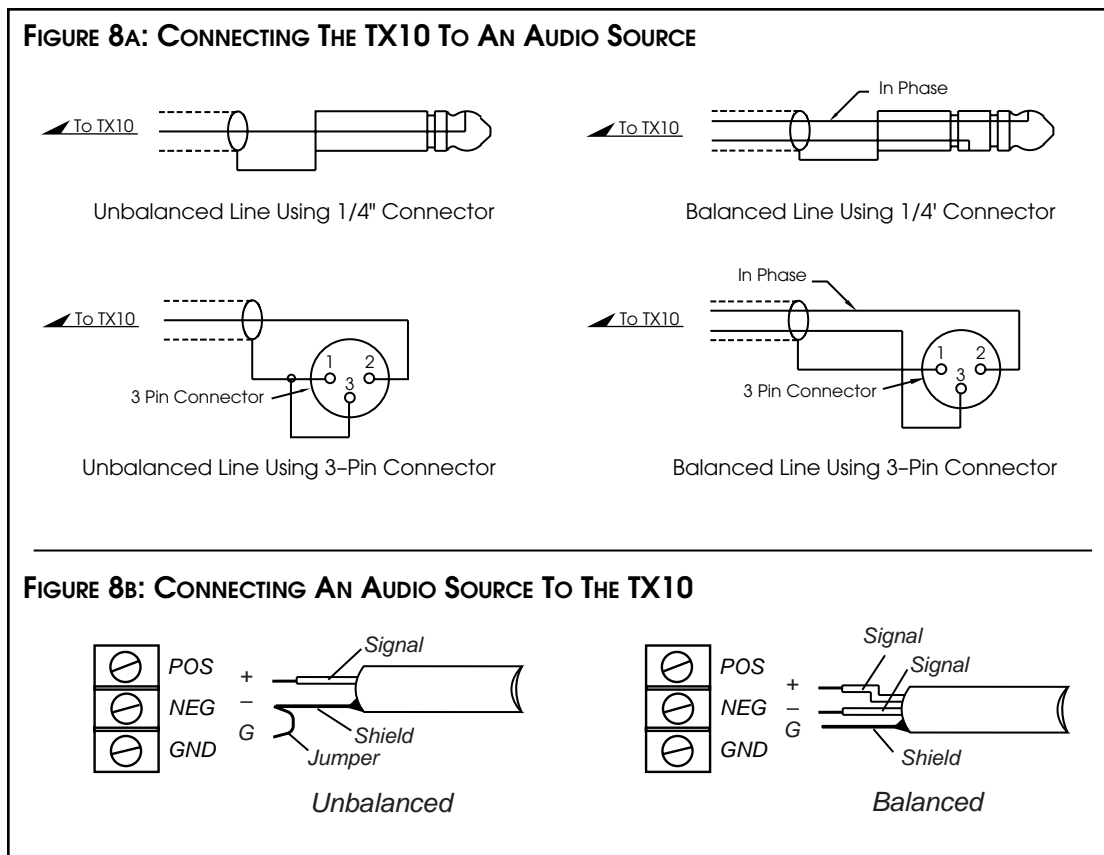 FIGURE 8A: CONNECTING THE TX10 TO AN AUDIO SOURCE
To TX10
Unbalanced Line Using 1/4" Connector
In Phase
To TX10
Balanced Line Using 1/4' Connector
To TX10
1
2
3
3 Pin Connector
Unbalanced Line Using 3-Pin Connector
In Phase
To TX10
1
2
3
3 Pin Connector
Balanced Line Using 3-Pin Connector
FIGURE 8B: CONNECTING AN AUDIO SOURCE TO THE TX10
POS
NEG
GND
+
–
G
Signal
Shield
Jumper
Unbalanced
POS
NEG
GND
+
–
G
Signal
Signal
Shield
Balanced